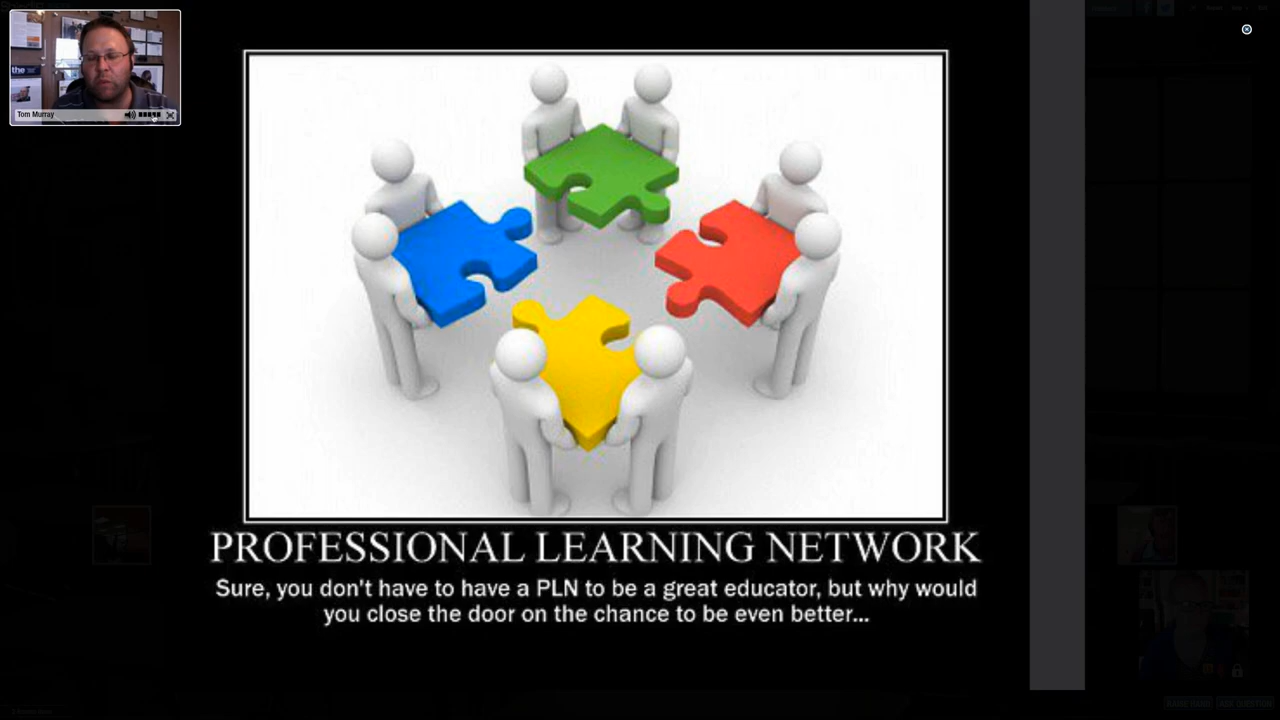 the
Tom Murray
PROFESSIONAL LEARNING NETWORK
Sure, you don't have to have a PLN to be a great educator, but why would
you close the door on the chance to be even better...